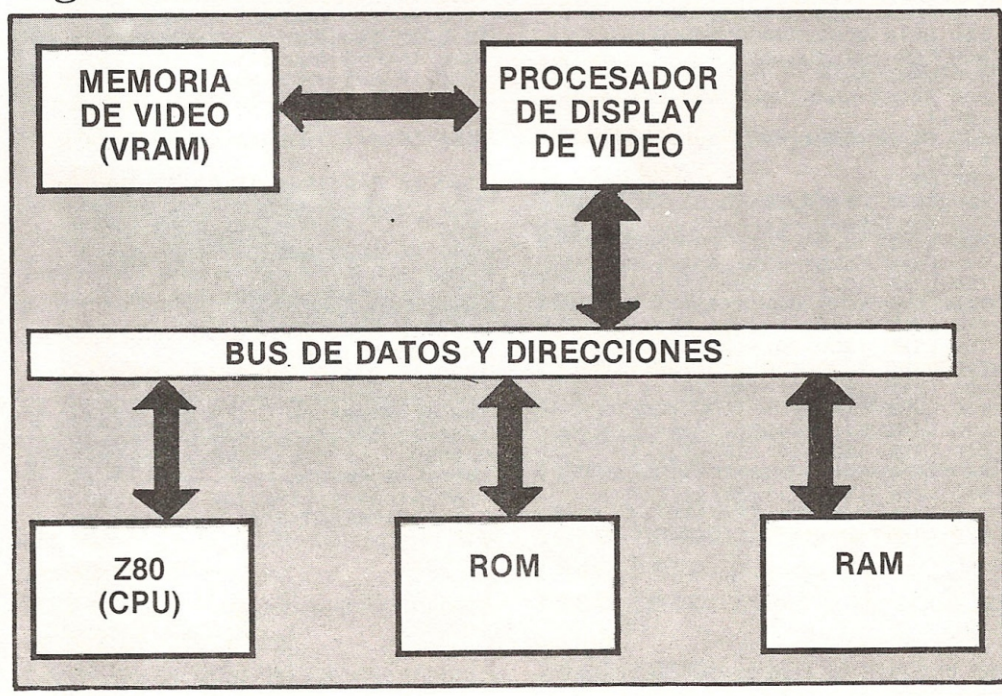 MEMORIA
DE VIDEO
(VRAM)
PROCESADOR
DE DISPLAY
DE VIDEO
BUS DE DATOS Y DIRECCIONES
Z80
(CPU)
ROM
RAM